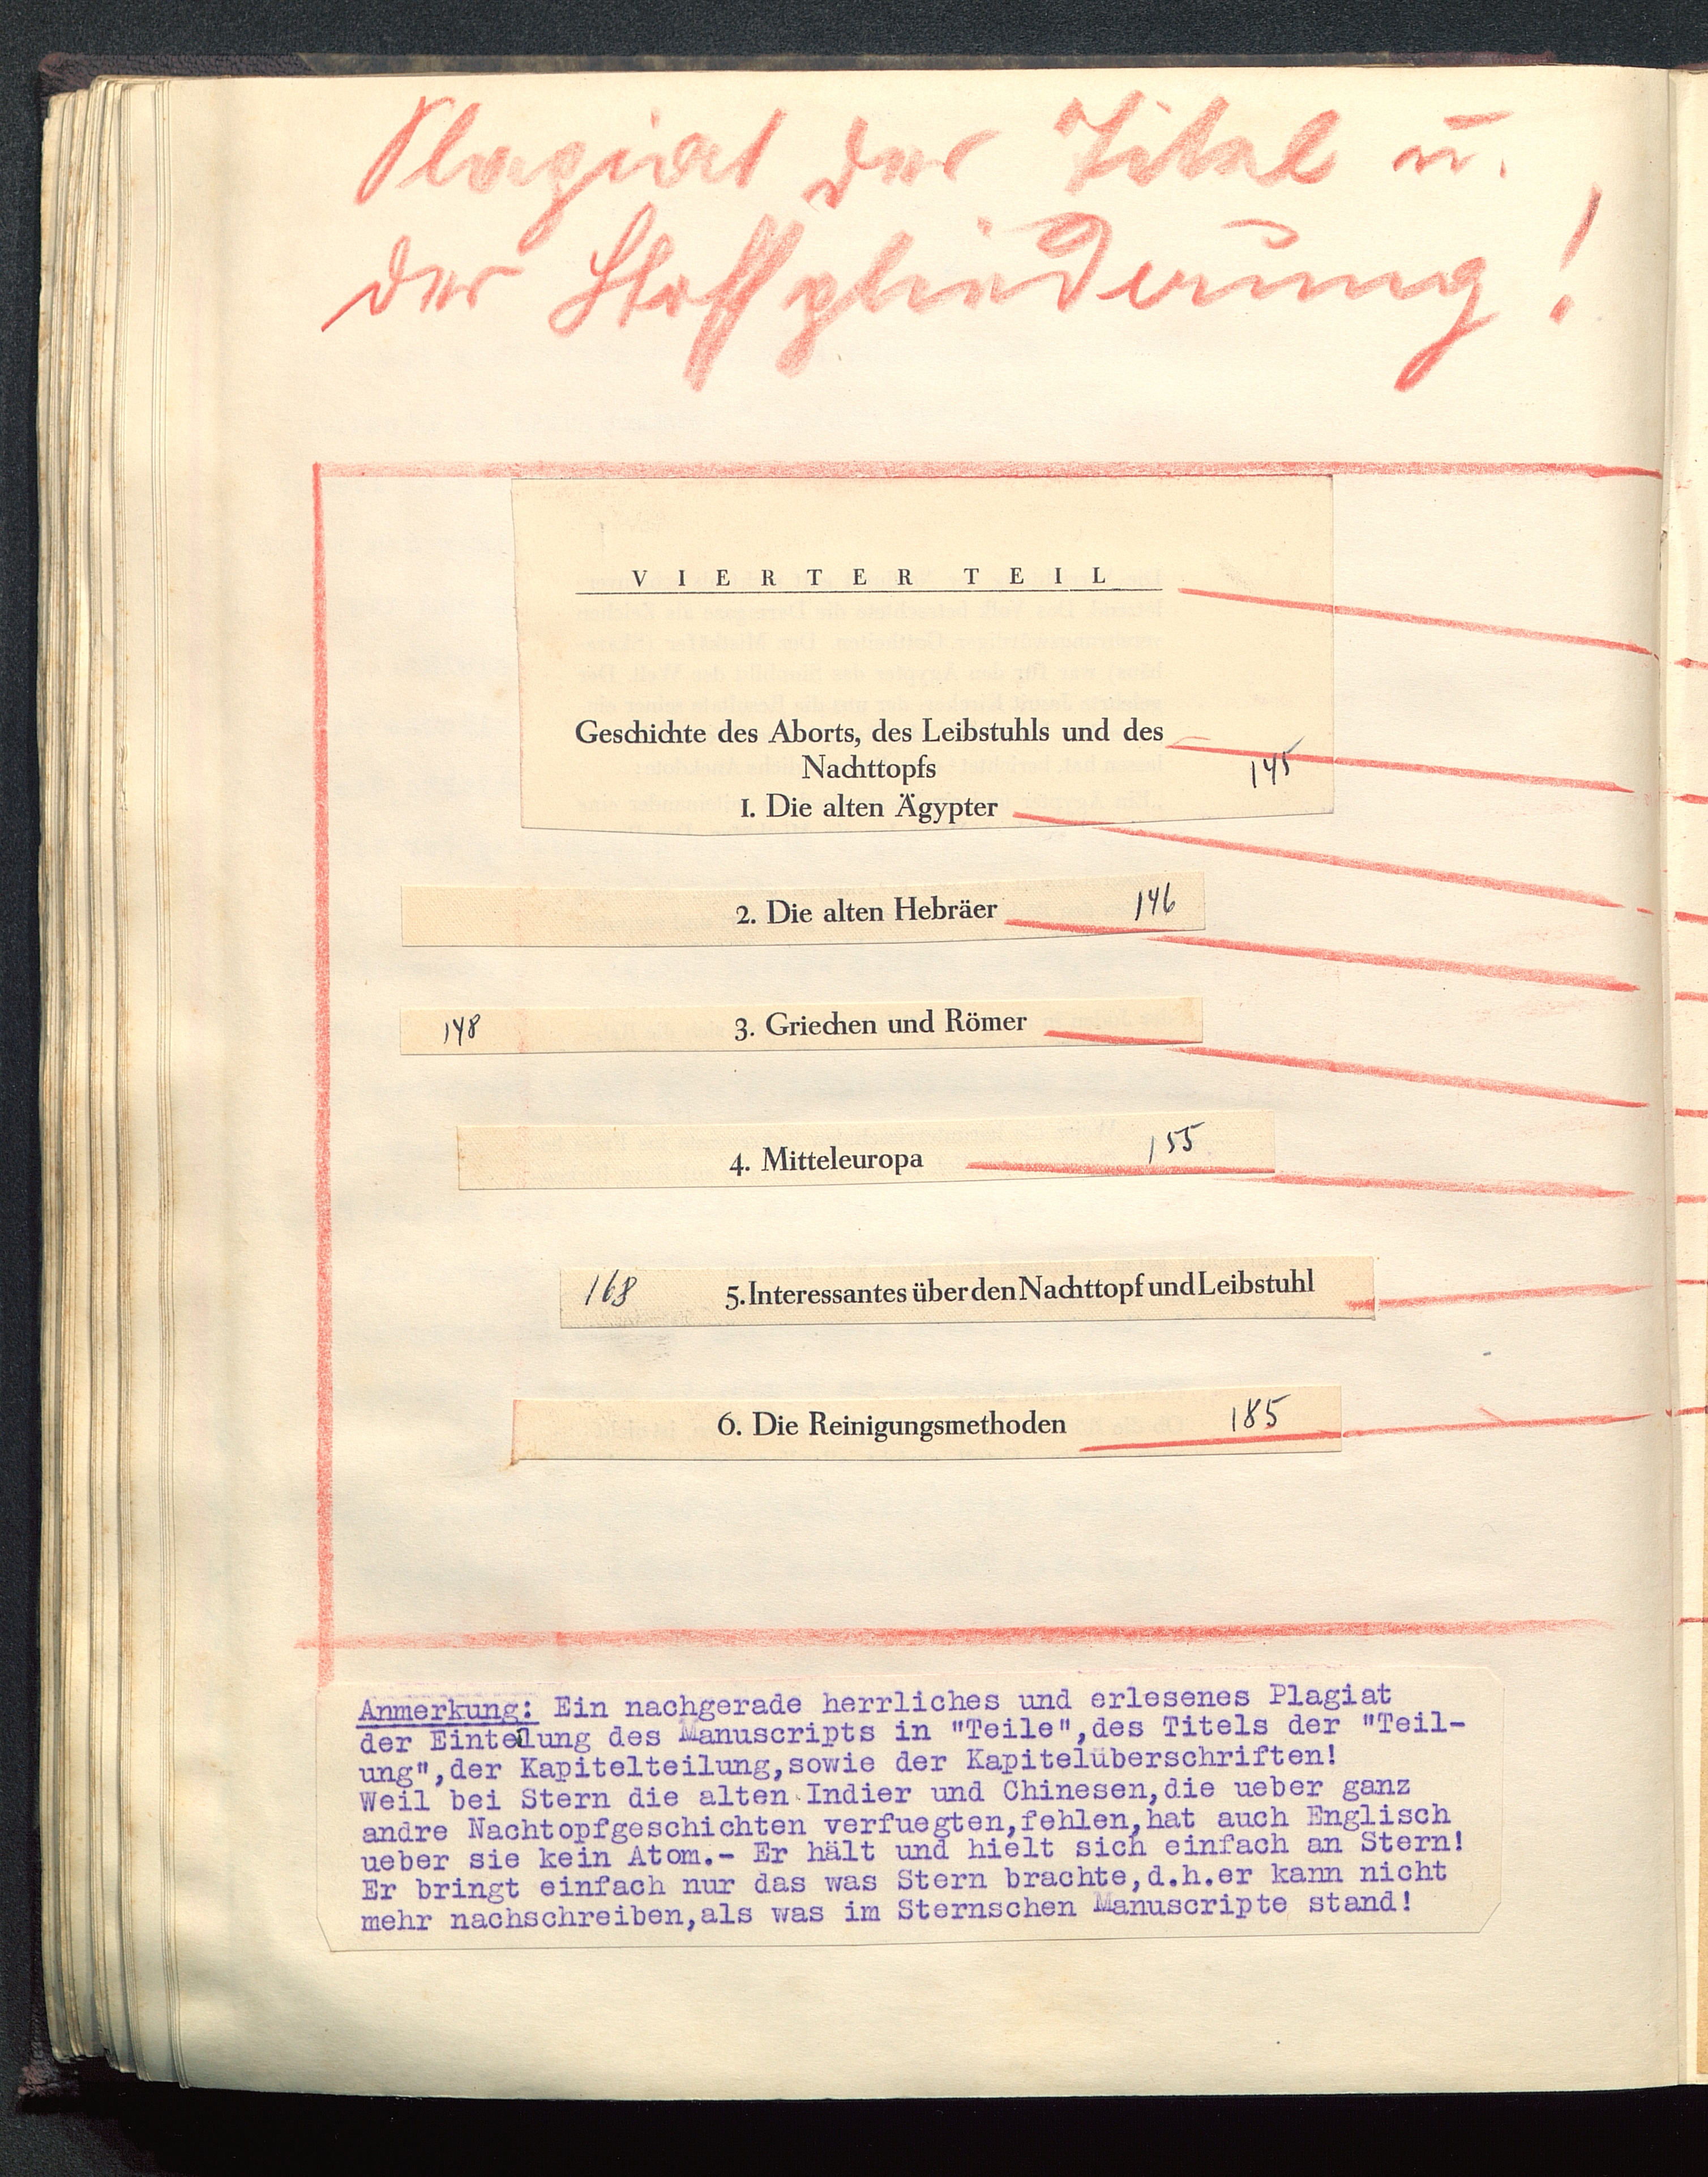 Plagiat der Titel u.
der Stoffgliederung!
VIERTER TEIL
Geschichte des Aborts, des Leibstuhls und des
Nachttopfs 145
1. Die alten Ägypter
2. Die alten Hebräer 146
148 3. Griechen und Römer
4. Mitteleuropa 155
168 5. Interessantes über den Nachttopf und Leibstuhl
6. Die Reinigungsmethoden 185
Anmerkung: Ein nachgerade herrliches und erlesenes Plagiat
der Eintelung des Manuscripts in "Teile",des Titels der "Teil-
ung",der Kapitelteilung,sowie der Kapitelüberschriften!
Weil bei Stern die alten Indier und Chinesen,die ueber ganz
andre Nachtopfgeschichten verfuegten,fehlen,hat auch Englisch
ueber sie kein Atom.- Er hält und hielt sich einfach an Stern!
Er bringt einfach nur das was Stern brachte,d.h.er kann nicht
mehr nachschreiben,als was im Sternschen Manuscripte stand!